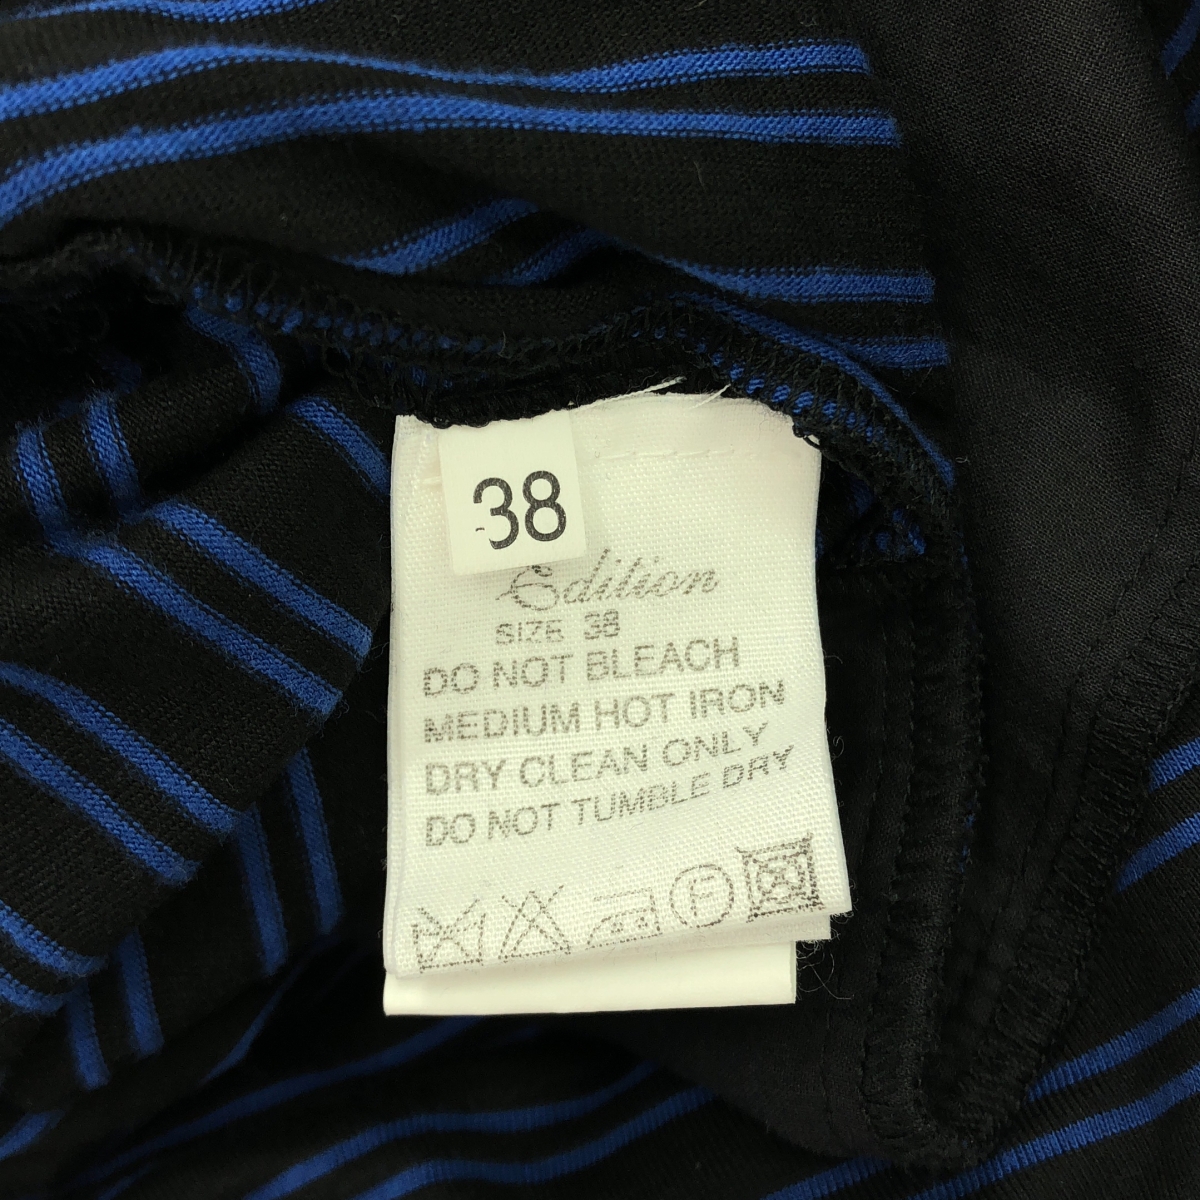 38
Edition
SIZE 38
DO NOT BLEACH
MEDIUM HOT IRON
DRY CLEAN ONLY
DO NOT TUMBLE DRY
F